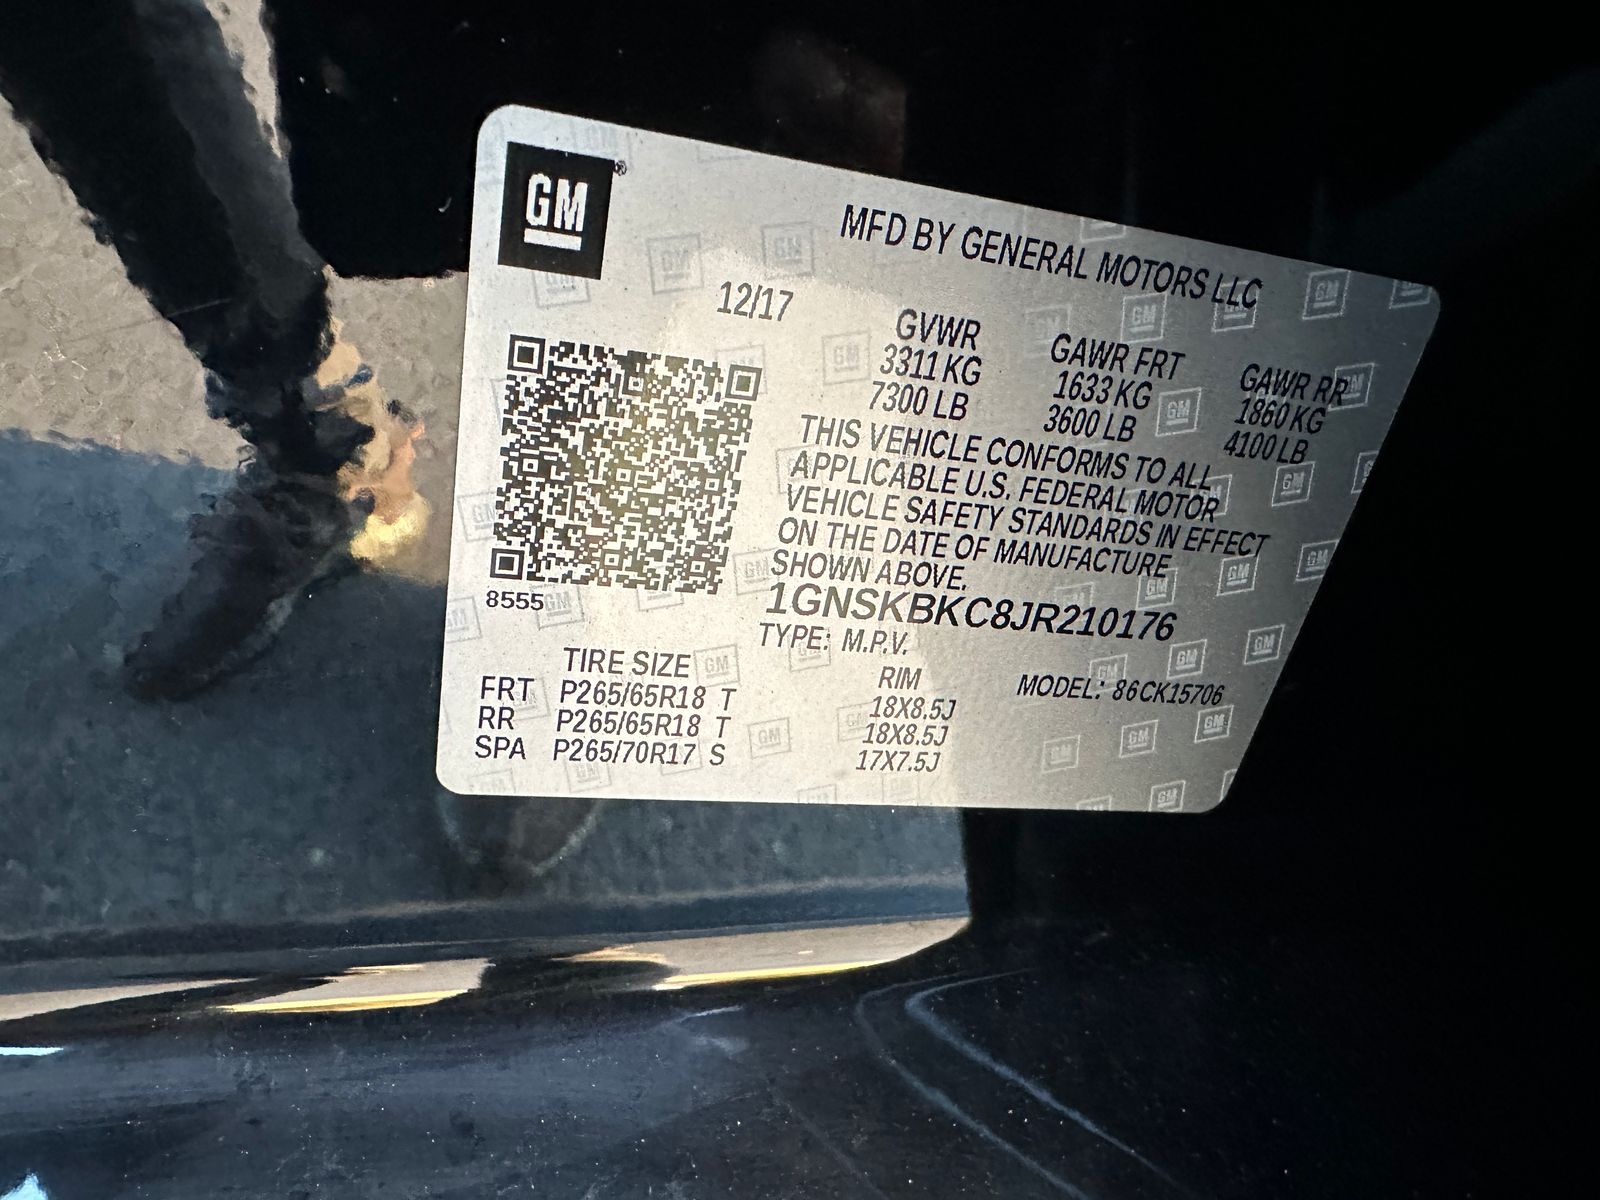 GM
MFD BY GENERAL MOTORS LLC
12/17
GVWR GAWR FRT GAWR RR
3311 KG 1633 KG 1860 KG
7300 LB 3600 LB 4100 LB
THIS VEHICLE CONFORMS TO ALL
APPLICABLE U.S. FEDERAL MOTOR
VEHICLE SAFETY STANDARDS IN EFFECT
ON THE DATE OF MANUFACTURE
SHOWN ABOVE.
8555
1GNSKBKC8JR210176
TYPE: M.P.V.
TIRE SIZE RIM MODEL: 86CK15706
FRT P265/65R18 T 18X8.5J
RR P265/65R18 T 18X8.5J
SPA P265/70R17 S 17X7.5J